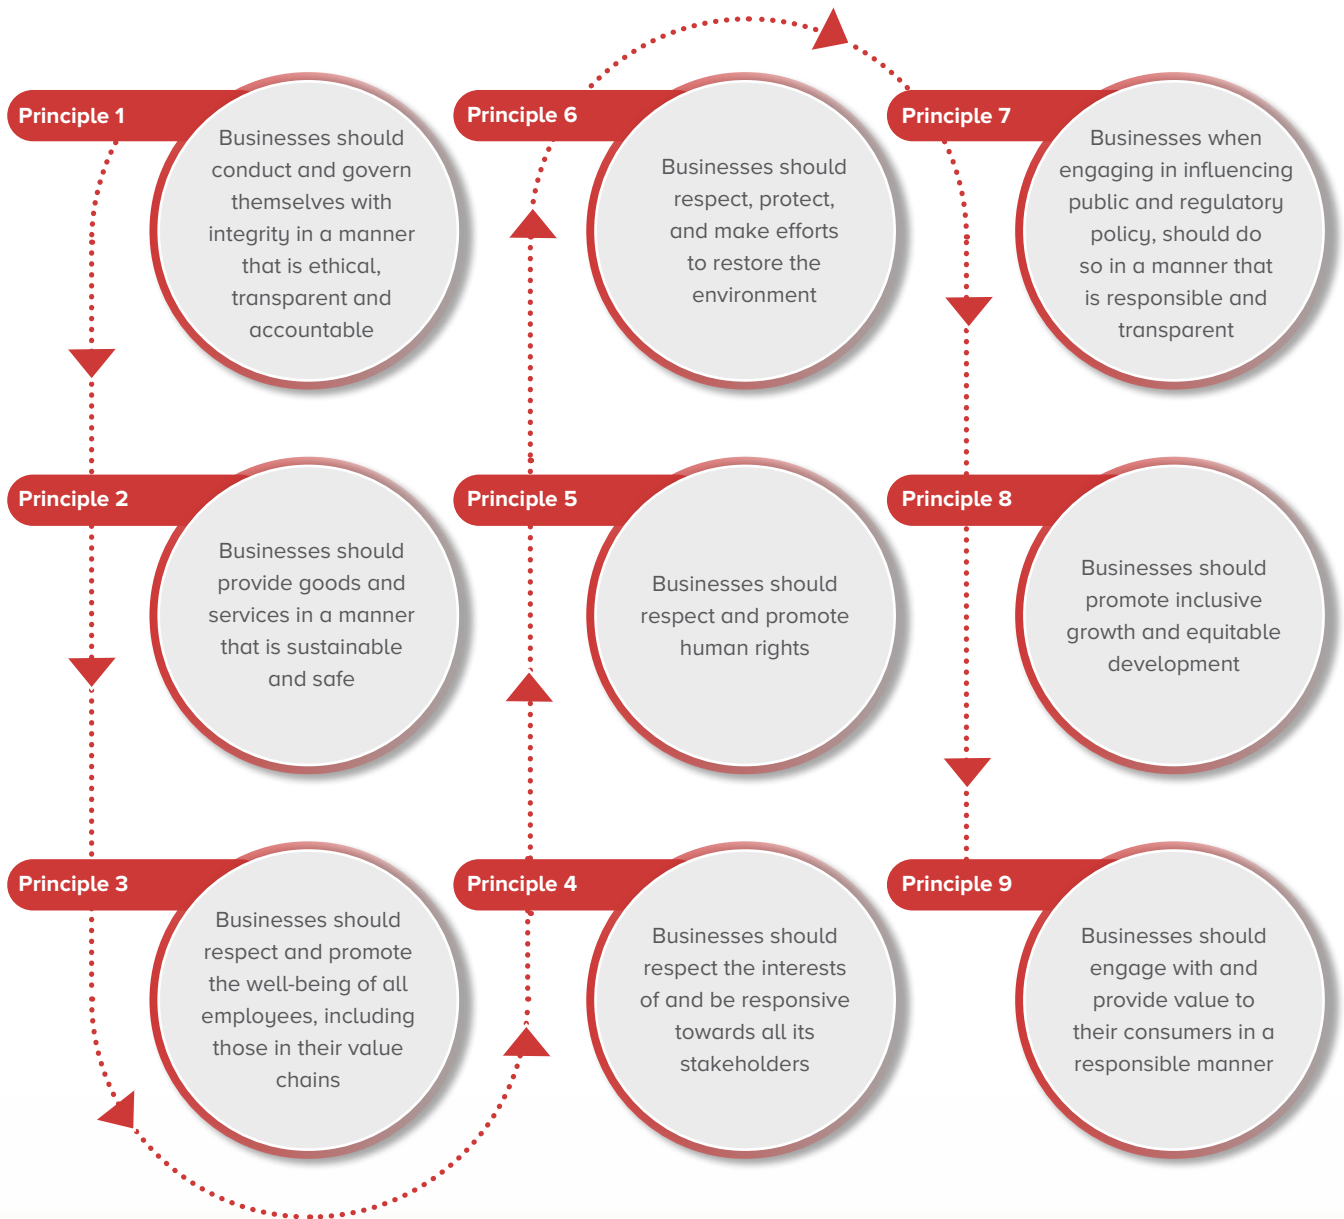 Principle 1
Businesses should
conduct and govern
themselves with
integrity in a manner
that is ethical,
transparent and
accountable
Principle 2
Businesses should
provide goods and
services in a manner
that is sustainable
and safe
Principle 3
Businesses should
respect and promote
the well-being of all
employees, including
those in their value
chains
Principle 4
Businesses should
respect the interests
of and be responsive
towards all its
stakeholders
Principle 5
Businesses should
respect and promote
human rights
Principle 6
Businesses should
respect, protect,
and make efforts
to restore the
environment
Principle 7
Businesses when
engaging in influencing
public and regulatory
policy, should do
so in a manner that
is responsible and
transparent
Principle 8
Businesses should
promote inclusive
growth and equitable
development
Principle 9
Businesses should
engage with and
provide value to
their consumers in a
responsible manner